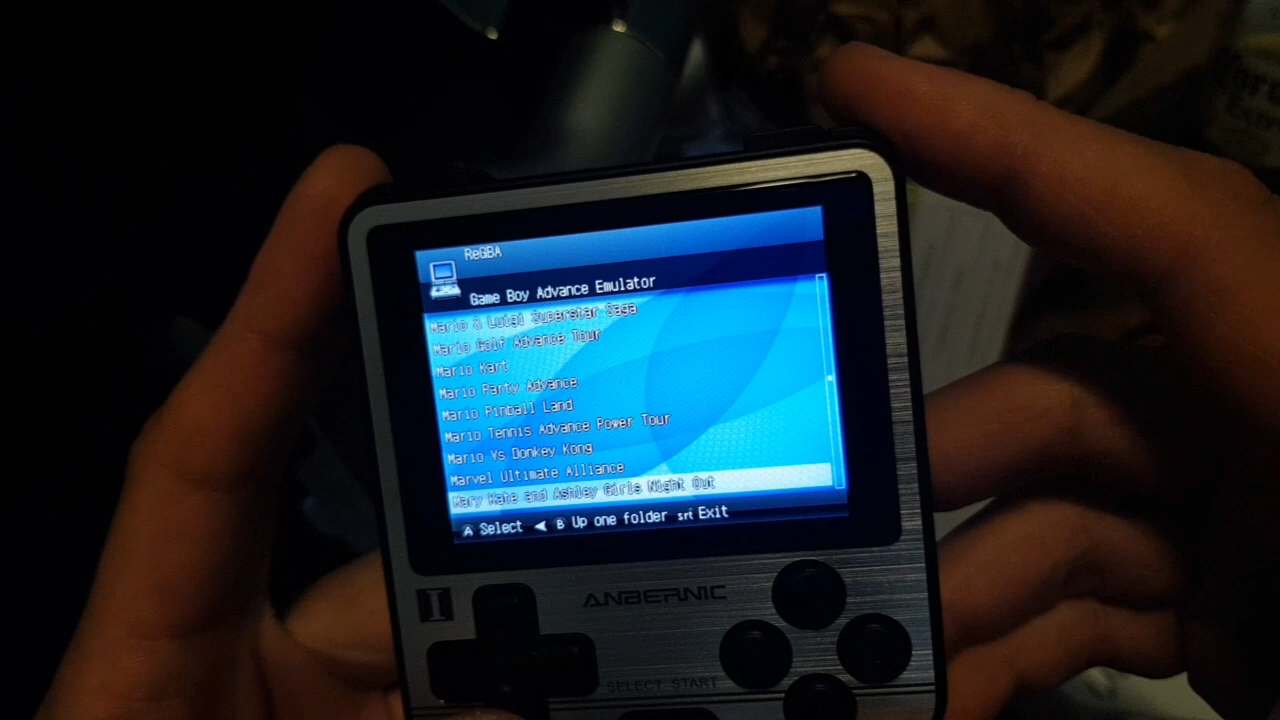 ReGBA
Game Boy Advance Emulator
Mario & Luigi Superstar Saga
Mario Golf Advance Tour
Mario Kart
Mario Party Advance
Mario Pinball Land
Mario Tennis Advance Power Tour
Mario Vs Donkey Kong
Marvel Ultimate Alliance
Mary Kate and Ashley Girls Night Out
A Select ◀ B Up one folder srt Exit
I
ANBERNIC
SELECT START